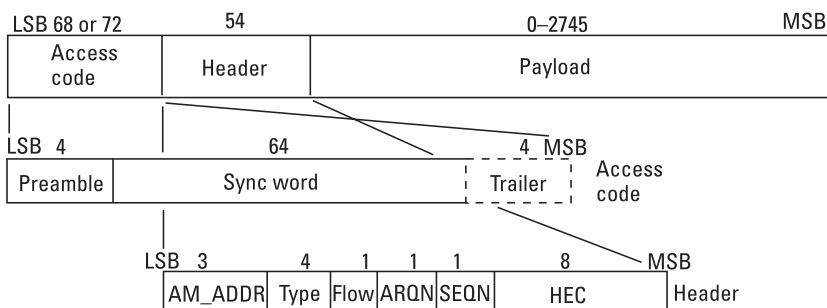 LSB 68 or 72 54 0–2745 MSB
Access code Header Payload
LSB 4 64 4 MSB
Preamble Sync word Trailer Access code
LSB 3 4 1 1 1 8 MSB
AM_ADDR Type Flow ARQN SEQN HEC Header